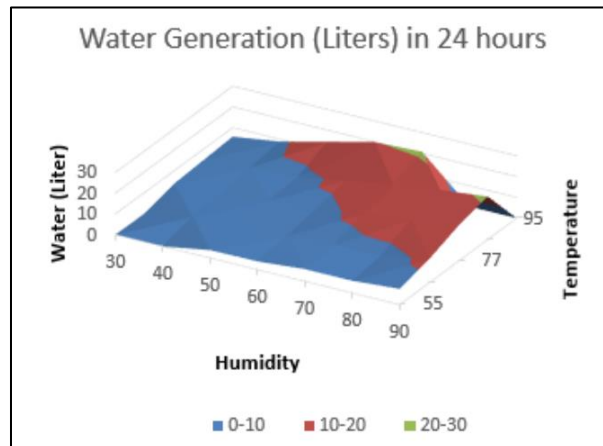 Water Generation (Liters) in 24 hours
Water (Liter)
30
20
10
0
30 40 50 60 70 80 90
55
77
95
Temperature
Humidity
0-10 10-20 20-30